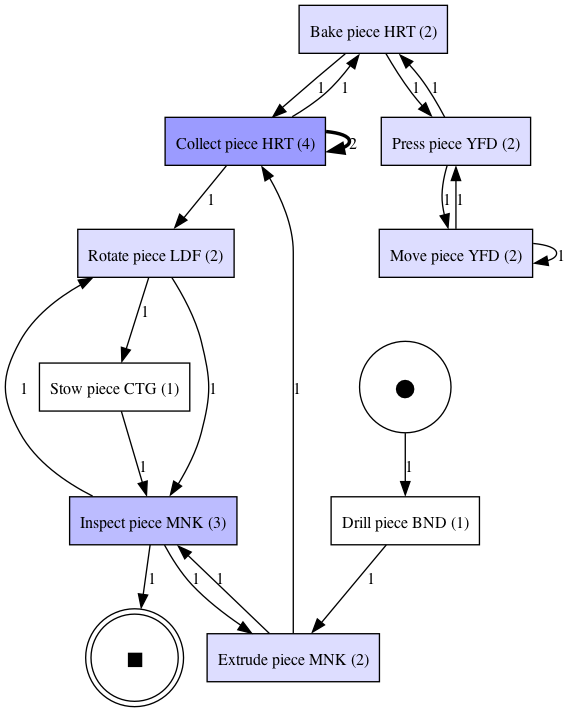 Bake piece HRT (2)
1
1
1
1
Collect piece HRT (4)
2
Press piece YFD (2)
1
1
1
Rotate piece LDF (2)
Move piece YFD (2)
1
1
Stow piece CTG (1)
1
1
1
1
1
Inspect piece MNK (3)
Drill piece BND (1)
1
1
1
1
Extrude piece MNK (2)